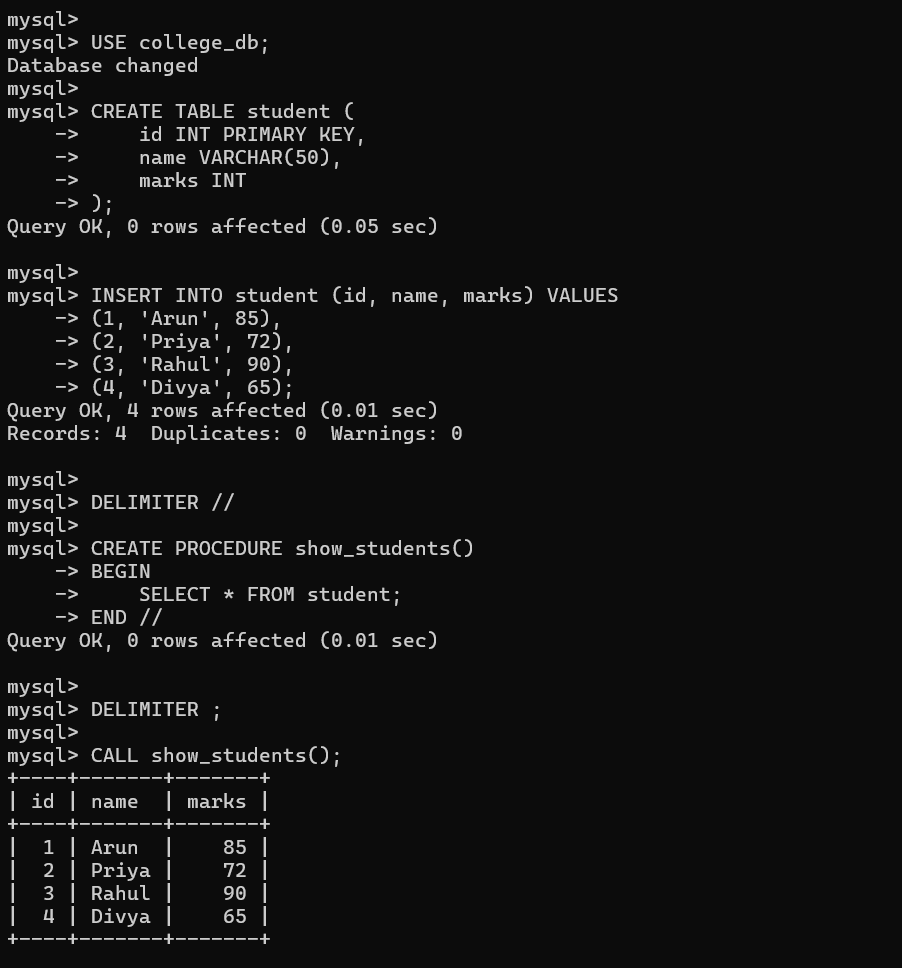 mysql>
mysql> USE college_db;
Database changed
mysql>
mysql> CREATE TABLE student (
    ->     id INT PRIMARY KEY,
    ->     name VARCHAR(50),
    ->     marks INT
    -> );
Query OK, 0 rows affected (0.05 sec)

mysql>
mysql> INSERT INTO student (id, name, marks) VALUES
    -> (1, 'Arun', 85),
    -> (2, 'Priya', 72),
    -> (3, 'Rahul', 90),
    -> (4, 'Divya', 65);
Query OK, 4 rows affected (0.01 sec)
Records: 4  Duplicates: 0  Warnings: 0

mysql>
mysql> DELIMITER //
mysql>
mysql> CREATE PROCEDURE show_students()
    -> BEGIN
    ->     SELECT * FROM student;
    -> END //
Query OK, 0 rows affected (0.01 sec)

mysql>
mysql> DELIMITER ;
mysql>
mysql> CALL show_students();
+----+-------+-------+
| id | name  | marks |
+----+-------+-------+
|  1 | Arun  |    85 |
|  2 | Priya |    72 |
|  3 | Rahul |    90 |
|  4 | Divya |    65 |
+----+-------+-------+